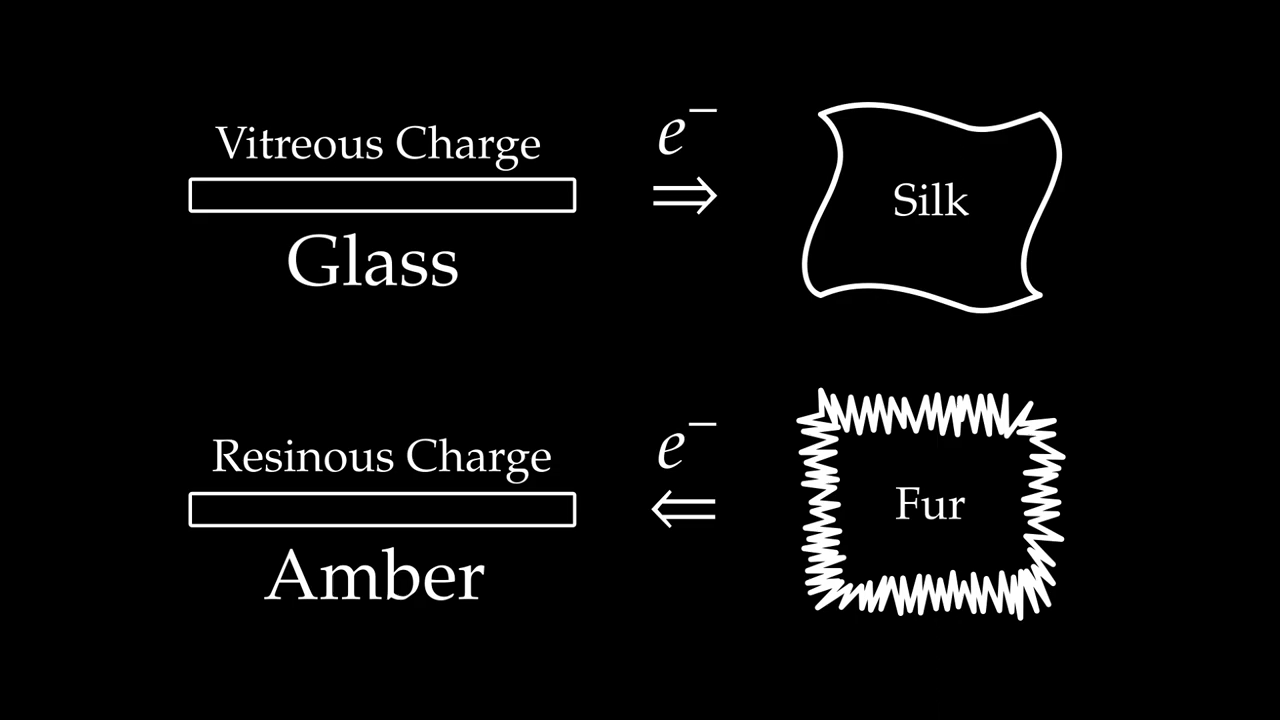 Vitreous Charge
e⁻
⇒
Silk
Glass
Resinous Charge
e⁻
⇐
Fur
Amber